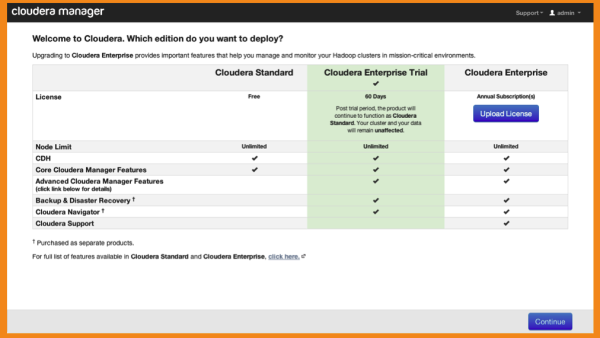 cloudera manager
Support
admin
Welcome to Cloudera. Which edition do you want to deploy?
Upgrading to Cloudera Enterprise provides important features that help you manage and monitor your Hadoop clusters in mission-critical environments.
Cloudera Standard Cloudera Enterprise Trial Cloudera Enterprise
✔
License Free 60 Days Annual Subscription(s)
Post trial period, the product will
continue to function as Cloudera
Standard. Your cluster and your data
will remain unaffected.
Upload License
Node Limit Unlimited Unlimited Unlimited
CDH ✔ ✔ ✔
Core Cloudera Manager Features ✔ ✔ ✔
Advanced Cloudera Manager Features ✔ ✔
(click link below for details)
Backup & Disaster Recovery † ✔ ✔
Cloudera Navigator † ✔ ✔
Cloudera Support ✔
† Purchased as separate products.
For full list of features available in Cloudera Standard and Cloudera Enterprise, click here.
Continue